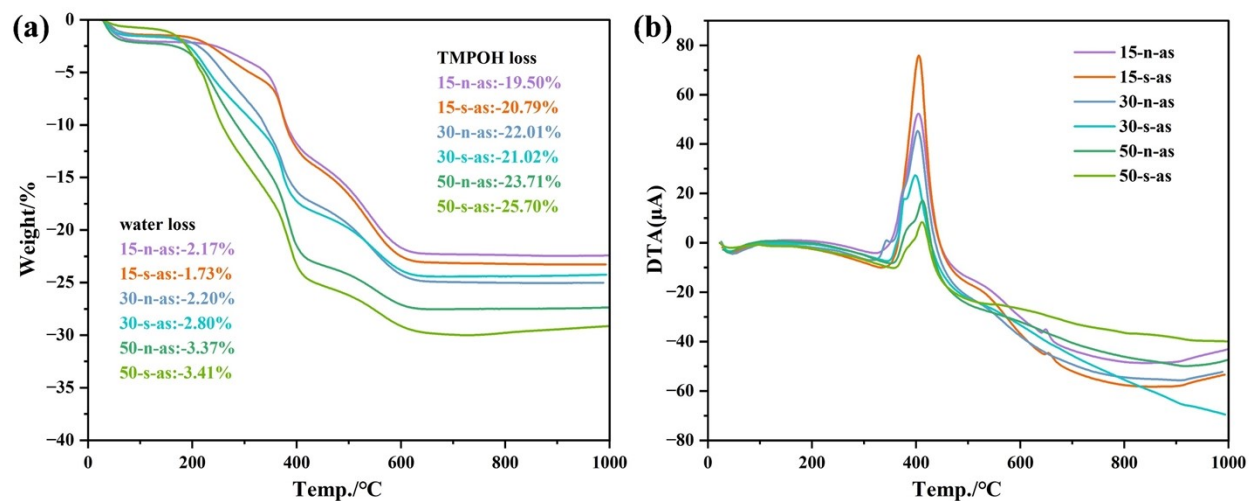 (a)
0
−5
−10
−15
−20
−25
−30
−35
−40
Weight/%
TMPOH loss
15-n-as:-19.50%
15-s-as:-20.79%
30-n-as:-22.01%
30-s-as:-21.02%
50-n-as:-23.71%
50-s-as:-25.70%
water loss
15-n-as:-2.17%
15-s-as:-1.73%
30-n-as:-2.20%
30-s-as:-2.80%
50-n-as:-3.37%
50-s-as:-3.41%
0 200 400 600 800 1000
Temp./°C
(b)
80
60
40
20
0
−20
−40
−60
−80
DTA(μA)
15-n-as
15-s-as
30-n-as
30-s-as
50-n-as
50-s-as
0 200 400 600 800 1000
Temp./°C